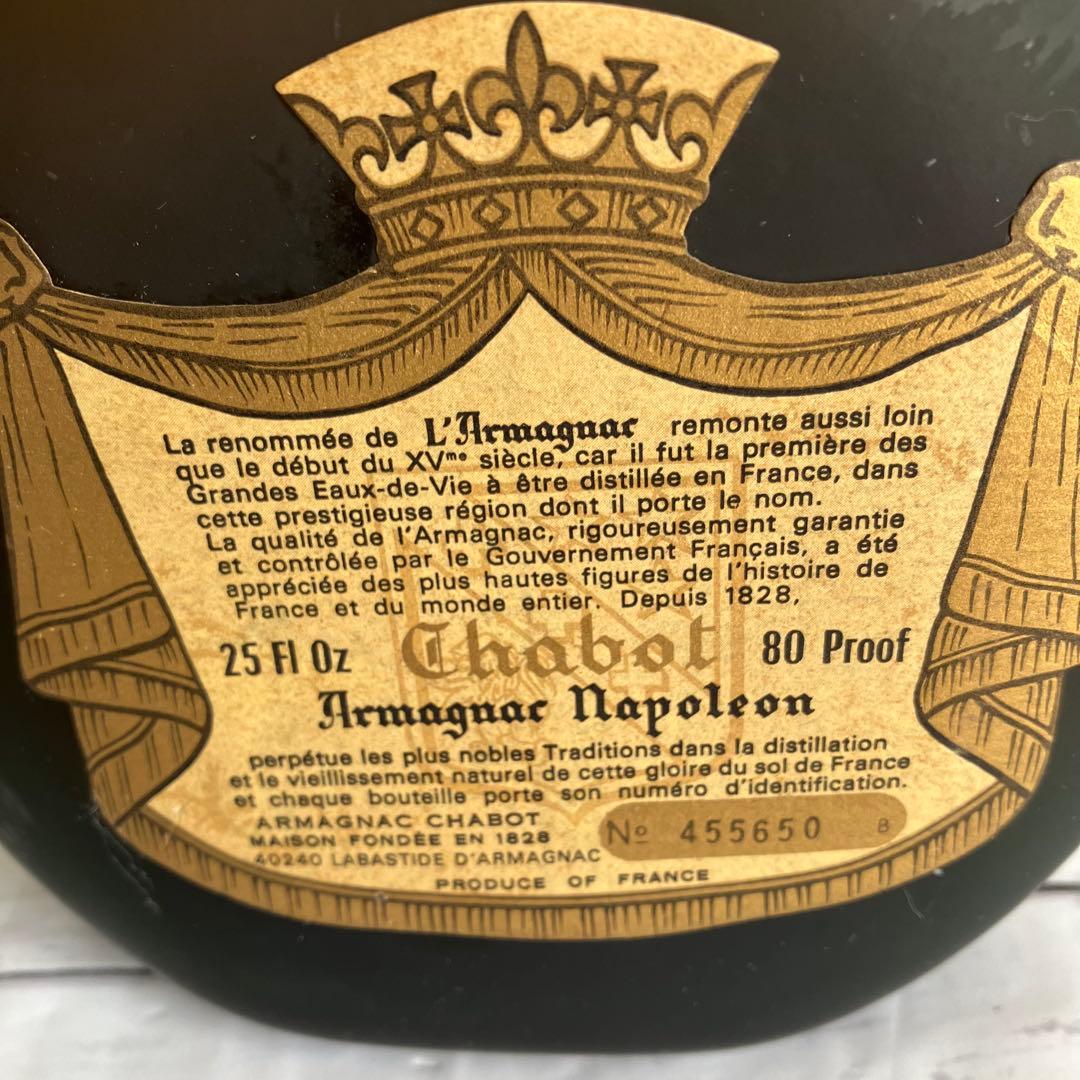 La renommée de L'Armagnac remonte aussi loin
que le début du XVme siècle, car il fut la première des
Grandes Eaux-de-Vie à être distillée en France, dans
cette prestigieuse région dont il porte le nom.
La qualité de l'Armagnac, rigoureusement garantie
et contrôlée par le Gouvernement Français, a été
appréciée des plus hautes figures de l'histoire de
France et du monde entier. Depuis 1828,
25 Fl Oz Chabot 80 Proof
Armagnac Napoleon
perpétue les plus nobles Traditions dans la distillation
et le vieillissement naturel de cette gloire du sol de France
et chaque bouteille porte son numéro d'identification.
ARMAGNAC CHABOT
MAISON FONDÉE EN 1828
Nº 455650 B
40240 LABASTIDE D'ARMAGNAC
PRODUCE OF FRANCE